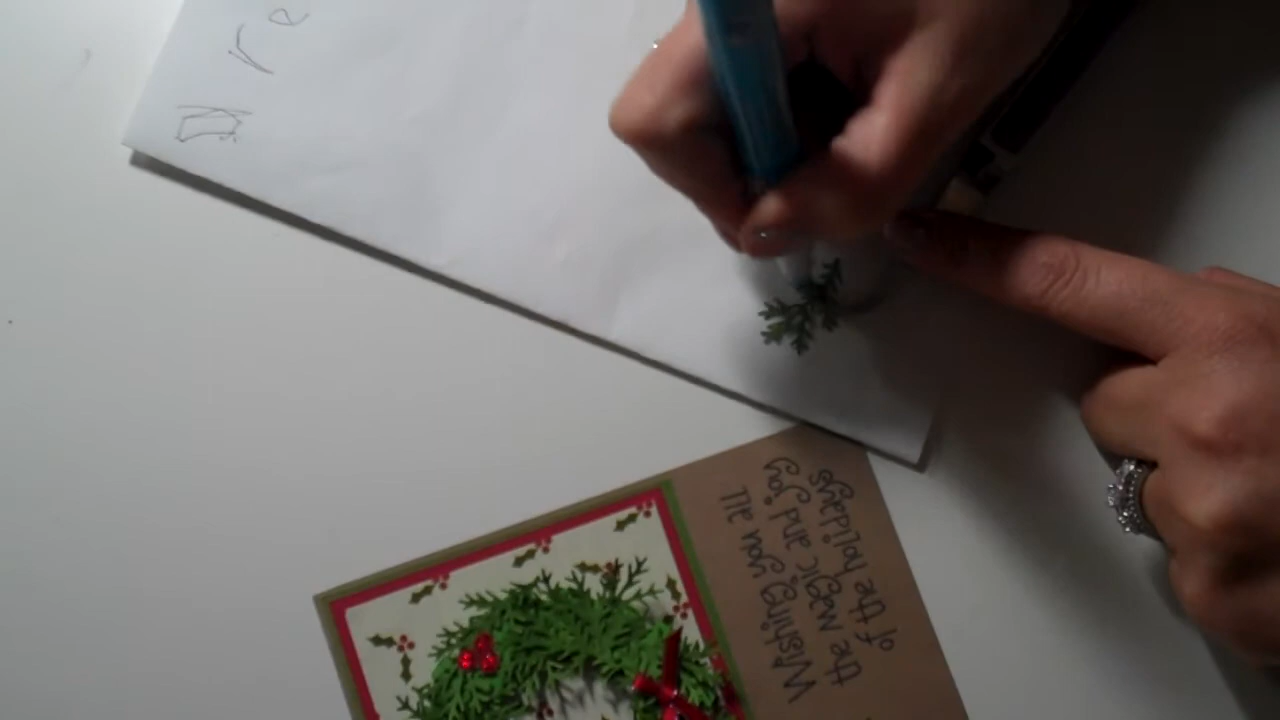 Wishing you all
the magic and joy
of the holidays
N r e